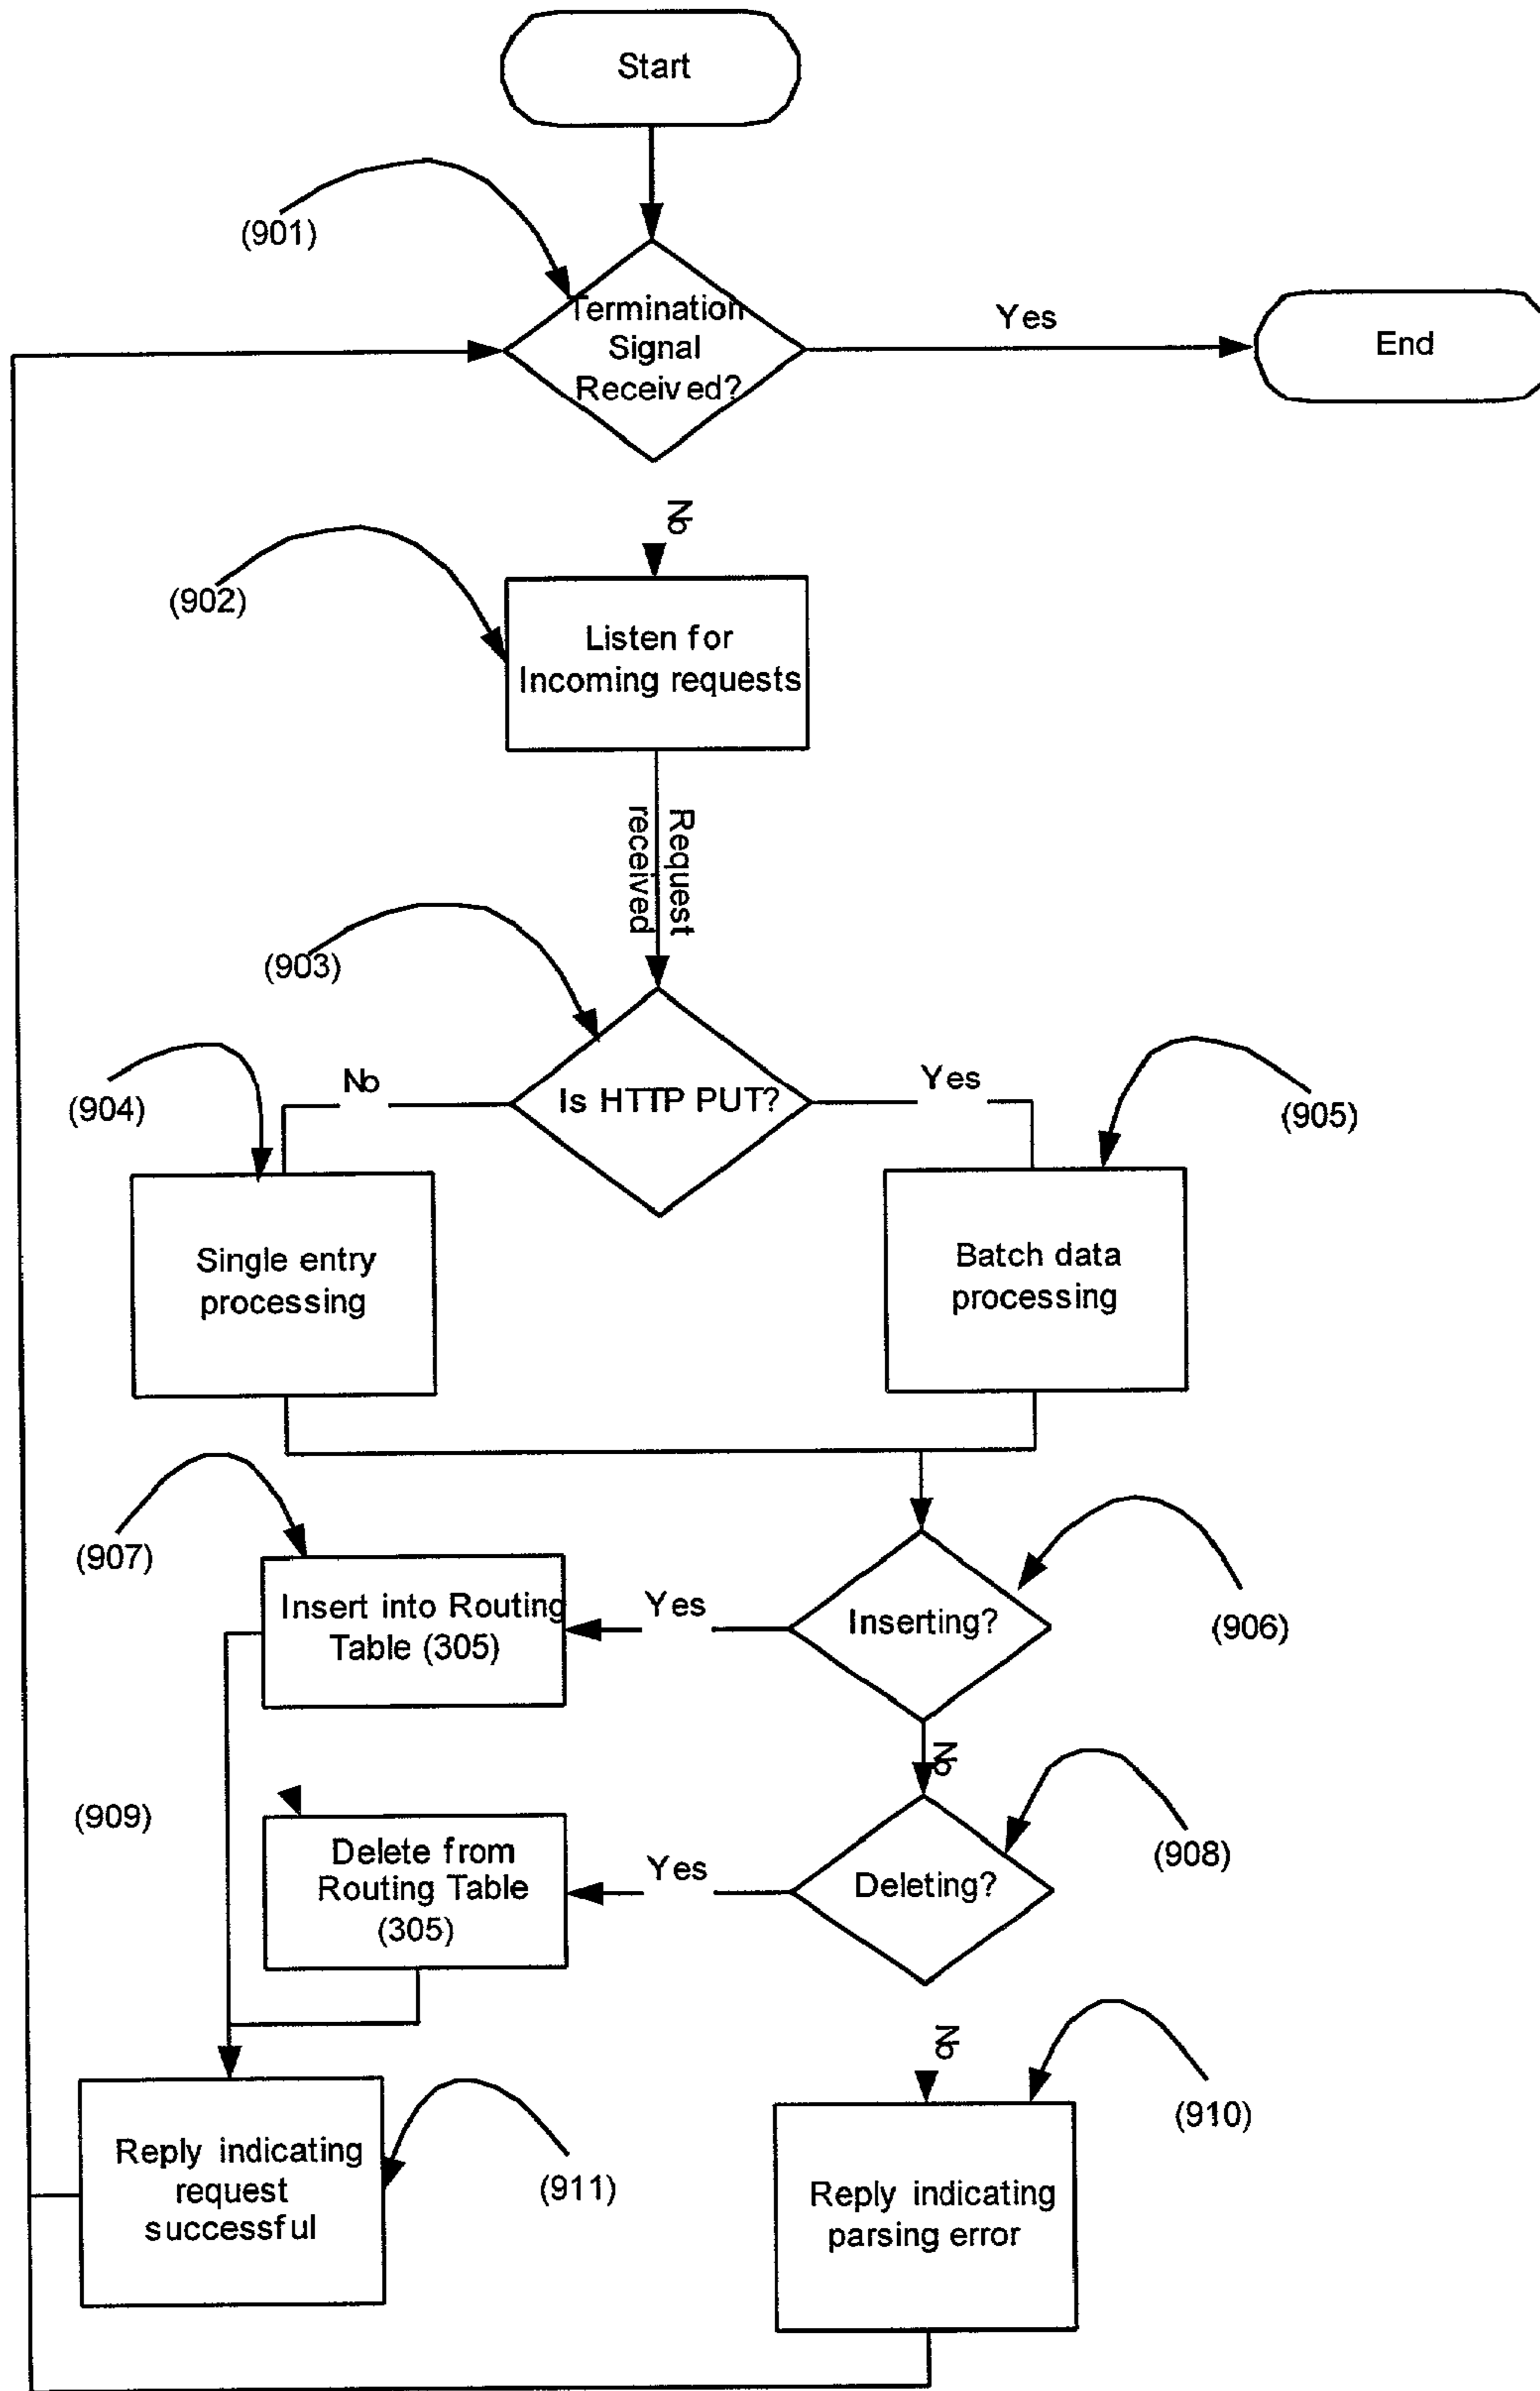 Start
(901)
Termination
Signal
Received?
Yes
End
No
(902)
Listen for
Incoming requests
Request
received
(903)
Is HTTP PUT?
No
Yes
(904)
(905)
Single entry
processing
Batch data
processing
(907)
Insert into Routing
Table (305)
Yes
Inserting?
(906)
No
(909)
Delete from
Routing Table
(305)
Yes
Deleting?
(908)
No
(910)
Reply indicating
request
successful
(911)
Reply indicating
parsing error